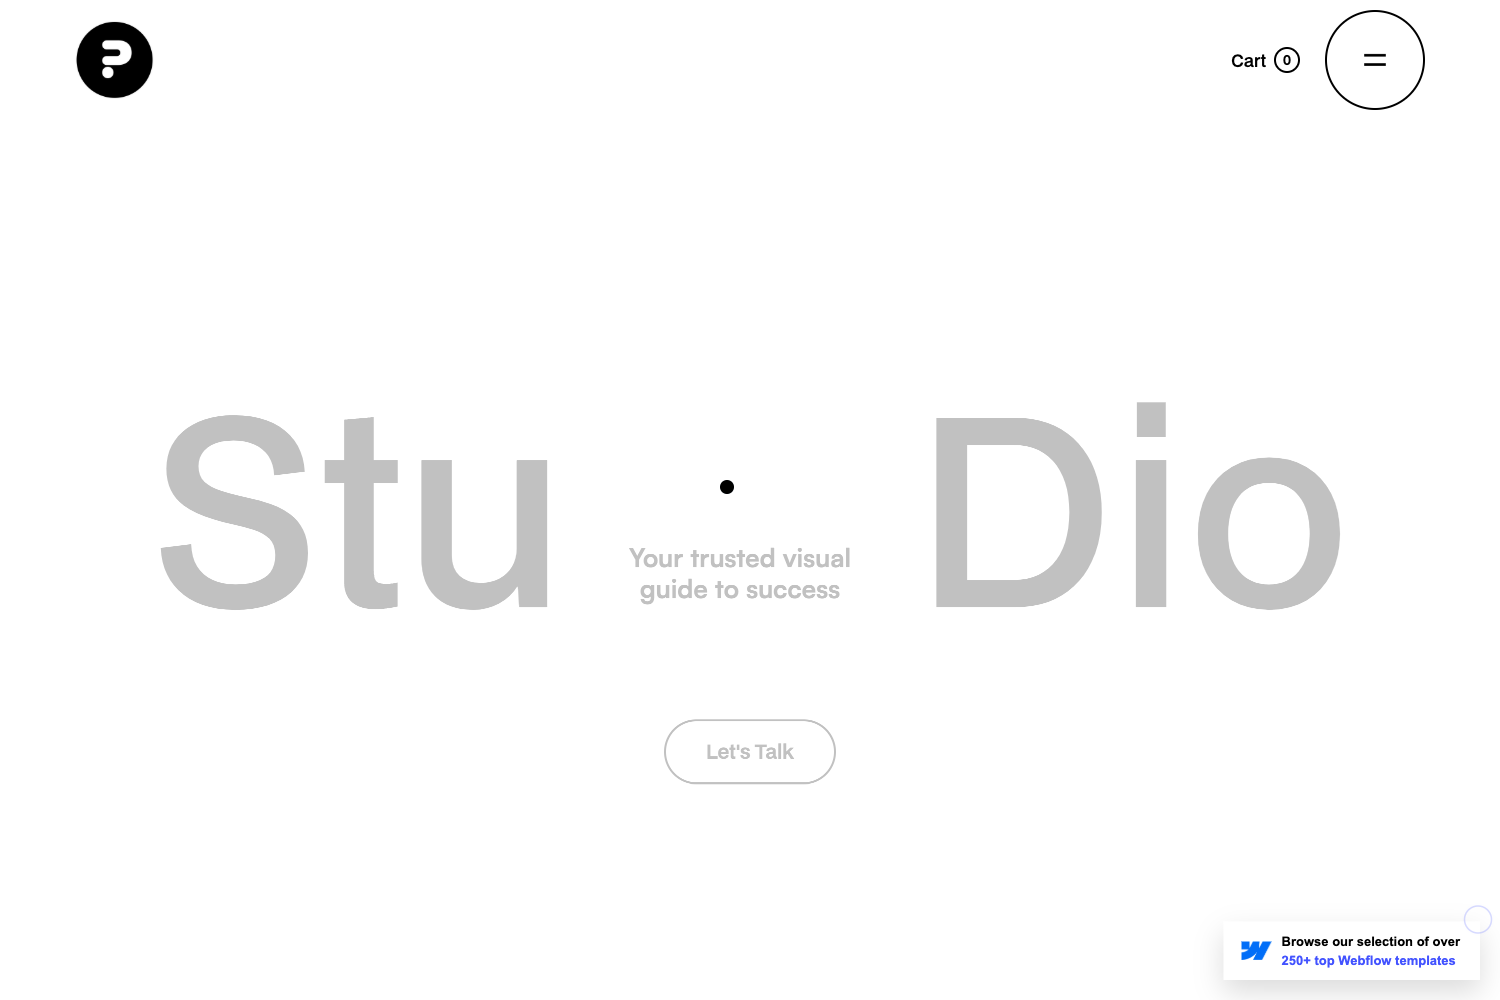 Cart 0
Stu Dio
Your trusted visual
guide to success
Let's Talk
Browse our selection of over
250+ top Webflow templates